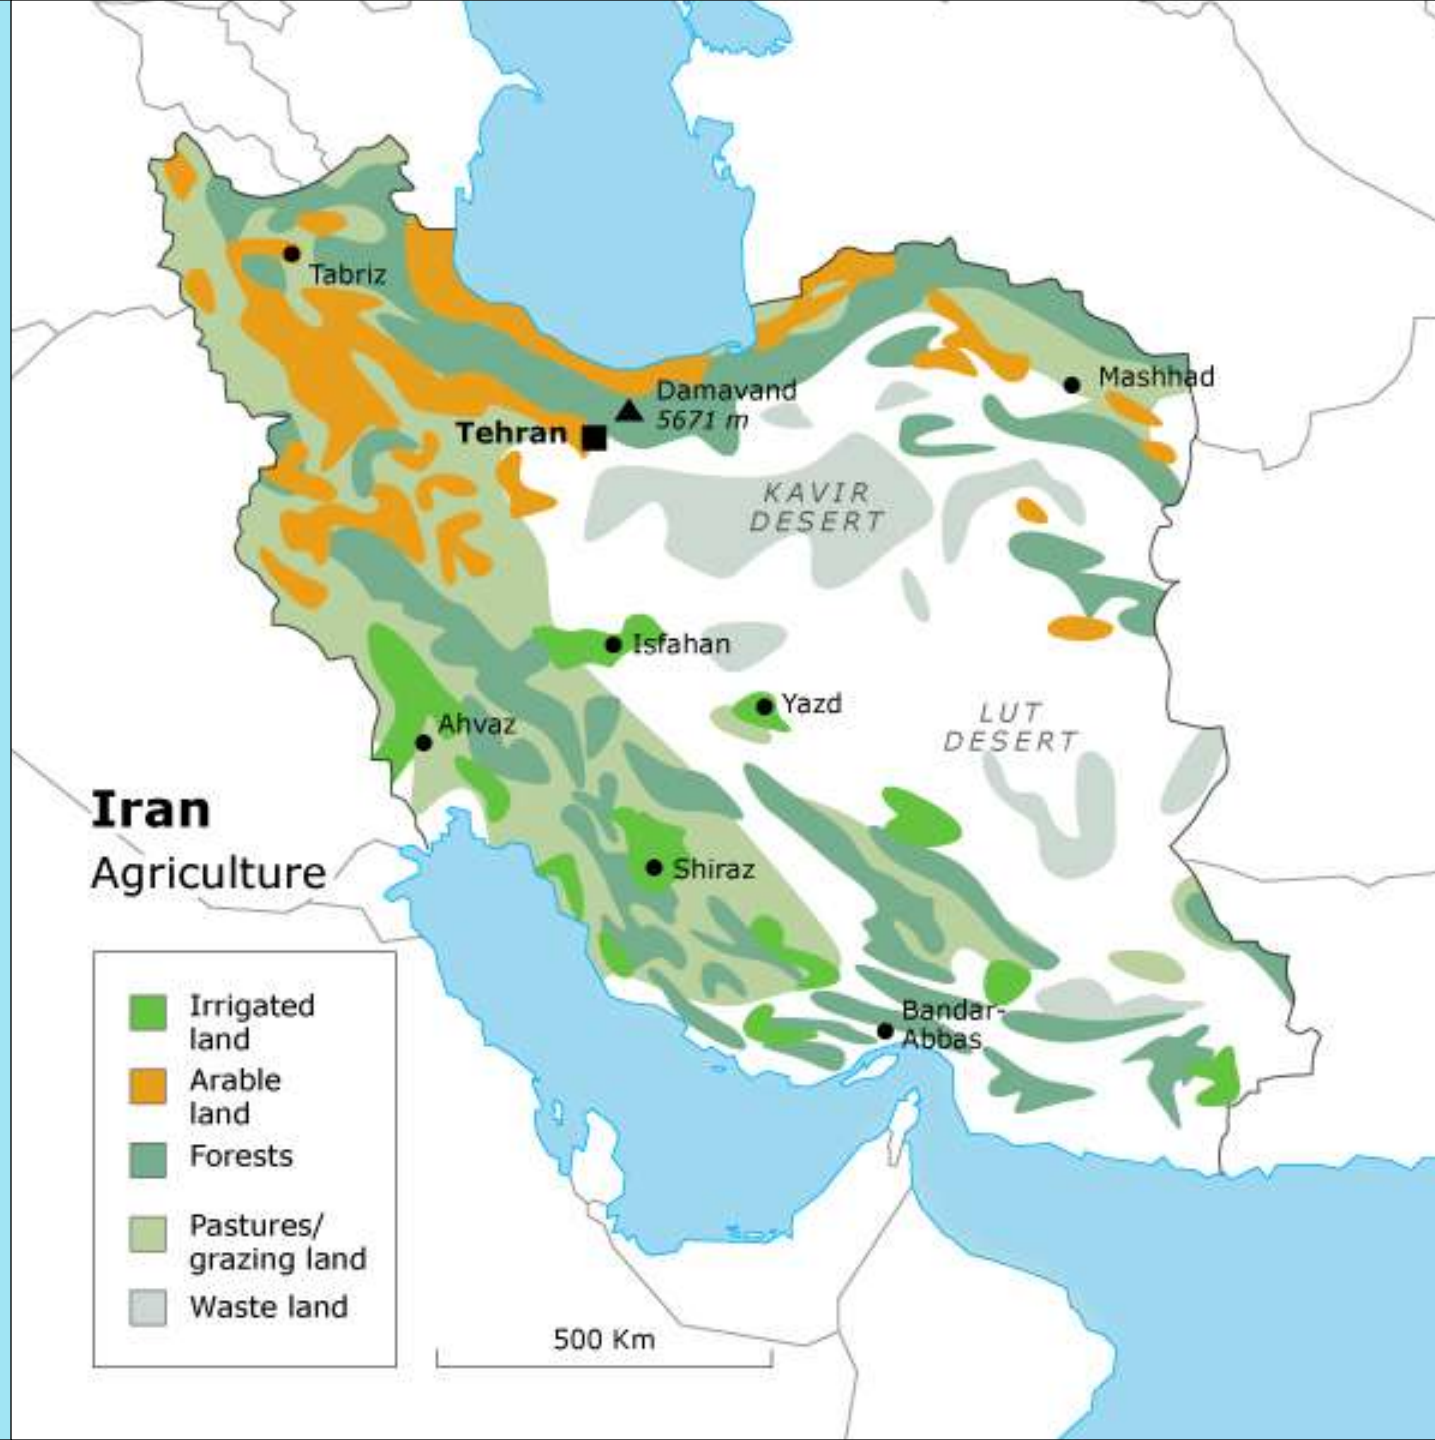 Tabriz
Damavand
5671 m
Mashhad
Tehran
KAVIR
DESERT
Isfahan
Yazd
LUT
DESERT
Ahvaz
Iran
Agriculture
Shiraz
Bandar-
Abbas
Irrigated
land
Arable
land
Forests
Pastures/
grazing land
Waste land
500 Km